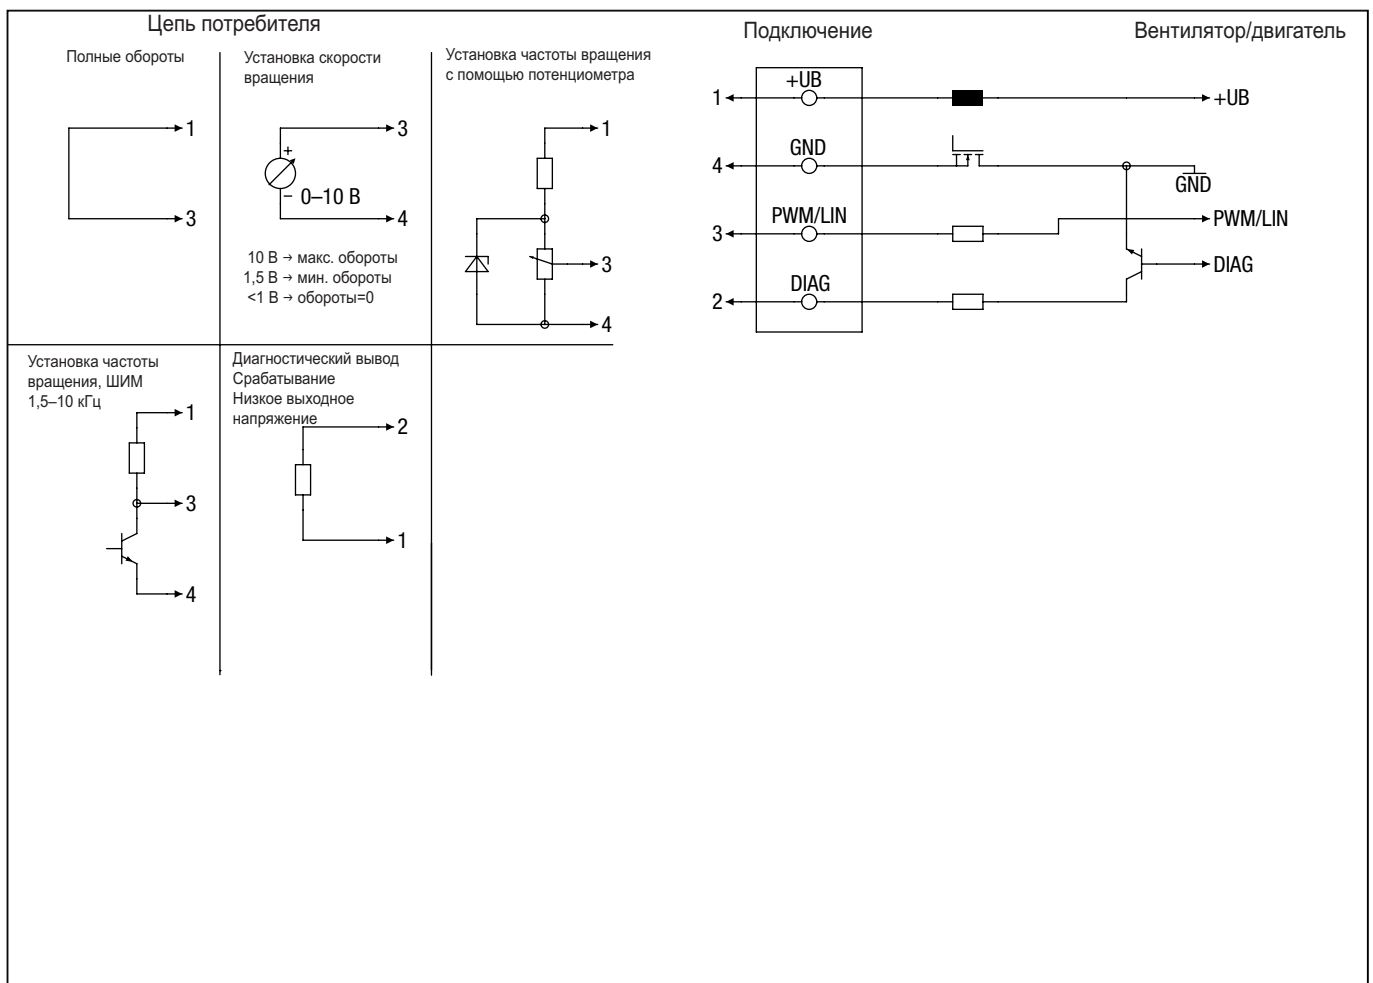 Цепь потребителя
Полные обороты
1
3
Установка скорости
вращения
3
+
–
0–10 В
4
10 В → макс. обороты
1,5 В → мин. обороты
<1 В → обороты=0
Установка частоты вращения
с помощью потенциометра
1
3
4
Установка частоты
вращения, ШИМ
1,5–10 кГц
1
3
4
Диагностический вывод
Срабатывание
Низкое выходное
напряжение
2
1
Подключение
Вентилятор/двигатель
1
+UB
+UB
4
GND
GND
3
PWM/LIN
PWM/LIN
2
DIAG
DIAG